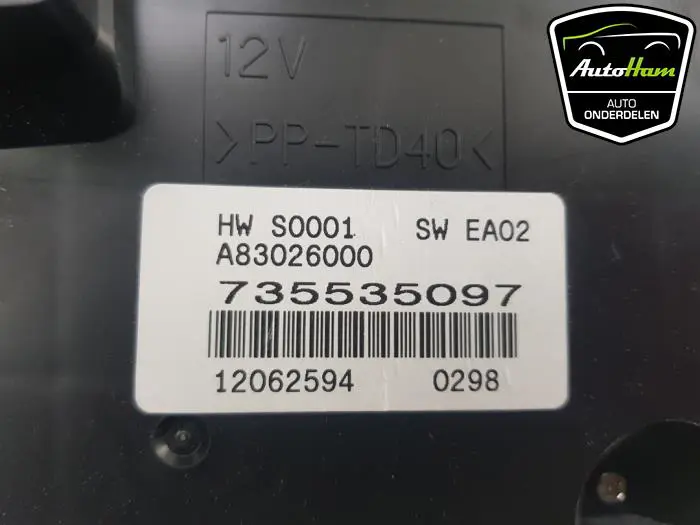 12V
>PP-TD40<
AutoHam
AUTO
ONDERDELEN
HW S0001 SW EA02
A83026000
735535097
12062594 0298